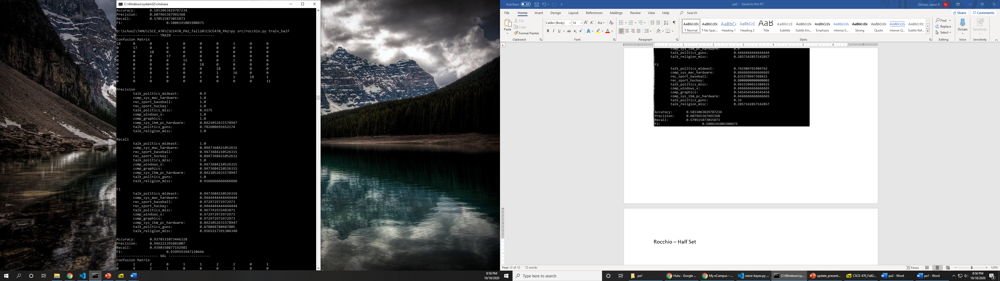 C:\Windows\system32\cmd.exe
Accuracy: 0.5851063829787234
Precision: 0.607965367965368
Recall: 0.570515873015873
F1: 0.5806191001980475
D:\School\TAMU\CSCE_470\CSCE470_PA2_fall20\CSCE470_PA2>py src/rocchio.py train_half
-------------------- TRAIN --------------------
Confusion Matrix
18 0 0 1 0 0 0 1 0 0
0 17 0 0 0 0 0 0 0 0
0 0 18 0 0 0 0 0 0 0
0 0 0 17 0 0 0 0 0 0
0 0 0 0 15 0 0 1 0 0
0 0 0 0 0 18 0 0 0 0
0 0 0 0 0 0 18 0 0 0
0 1 0 1 0 0 1 16 0 0
0 1 1 0 0 1 0 1 18 1
0 0 0 0 0 0 0 0 0 11
Precision
talk_politics_mideast: 0.9
comp_sys_mac_hardware: 1.0
rec_sport_baseball: 1.0
rec_sport_hockey: 1.0
talk_politics_misc: 0.9375
comp_windows_x: 1.0
comp_graphics: 1.0
comp_sys_ibm_pc_hardware: 0.8421052631578947
talk_politics_guns: 0.782608695652174
talk_religion_misc: 1.0
Recall
talk_politics_mideast: 1.0
comp_sys_mac_hardware: 0.8947368421052632
rec_sport_baseball: 0.9473684210526315
rec_sport_hockey: 0.8947368421052632
talk_politics_misc: 1.0
comp_windows_x: 0.9473684210526315
comp_graphics: 0.9473684210526315
comp_sys_ibm_pc_hardware: 0.8421052631578947
talk_politics_guns: 1.0
talk_religion_misc: 0.9166666666666666
F1
talk_politics_mideast: 0.9473684210526316
comp_sys_mac_hardware: 0.9444444444444444
rec_sport_baseball: 0.972972972972973
rec_sport_hockey: 0.9444444444444444
talk_politics_misc: 0.967741935483871
comp_windows_x: 0.972972972972973
comp_graphics: 0.972972972972973
comp_sys_ibm_pc_hardware: 0.8421052631578947
talk_politics_guns: 0.878048780487805
talk_religion_misc: 0.9565217391304348
Accuracy: 0.9378531073446328
Precision: 0.946221395881007
Recall: 0.9390350877192981
F1: 0.9399593947120446
-------------------- VAL --------------------
Confusion Matrix
2 1 2 0 1 1 2 2 0 1
0 4 2 1 0 0 0 2 0 0
8:58 PM
10/18/2020
AutoSave Off pa2 - Saved to this PC Gilman, Jason A GJ
File Home Insert Design Layout References Mailings Review View Help Search Share Comments
Paste Cut Copy Format Painter
Calibri (Body) 14
Normal No Spac... Heading 1 Heading 2 Title Subtitle Subtle Em... Emphasis Intense E... Strong Quote Intense Q... Subtle Ref...
Find Replace Select Dictate Sensitivity
Clipboard Font Paragraph Styles Editing Voice Sensitivity
comp_sys_ibm_pc_hardware: 0.6
talk_politics_guns: 0.4444444444444444
talk_religion_misc: 0.2857142857142857
F1
talk_politics_mideast: 0.761904761904762
comp_sys_mac_hardware: 0.6666666666666665
rec_sport_baseball: 0.631578947368421
rec_sport_hockey: 0.8000000000000002
talk_politics_misc: 0.4615384615384615
comp_windows_x: 0.6666666666666665
comp_graphics: 0.5454545454545454
comp_sys_ibm_pc_hardware: 0.6666666666666665
talk_politics_guns: 0.32
talk_religion_misc: 0.2857142857142857
Accuracy: 0.5851063829787234
Precision: 0.607965367965368
Recall: 0.570515873015873
F1: 0.5806191001980475
Rocchio – Half Set
Page 12 of 12 72 words Focus 120%
Type here to search pa1 Hulu - Google ... My eCampus – ... naive-bayes.py ... C:\Windows\sy... update_present... CSCE-470_Fall2... pa2 - Word pa1 - Word
8:58 PM
10/18/2020